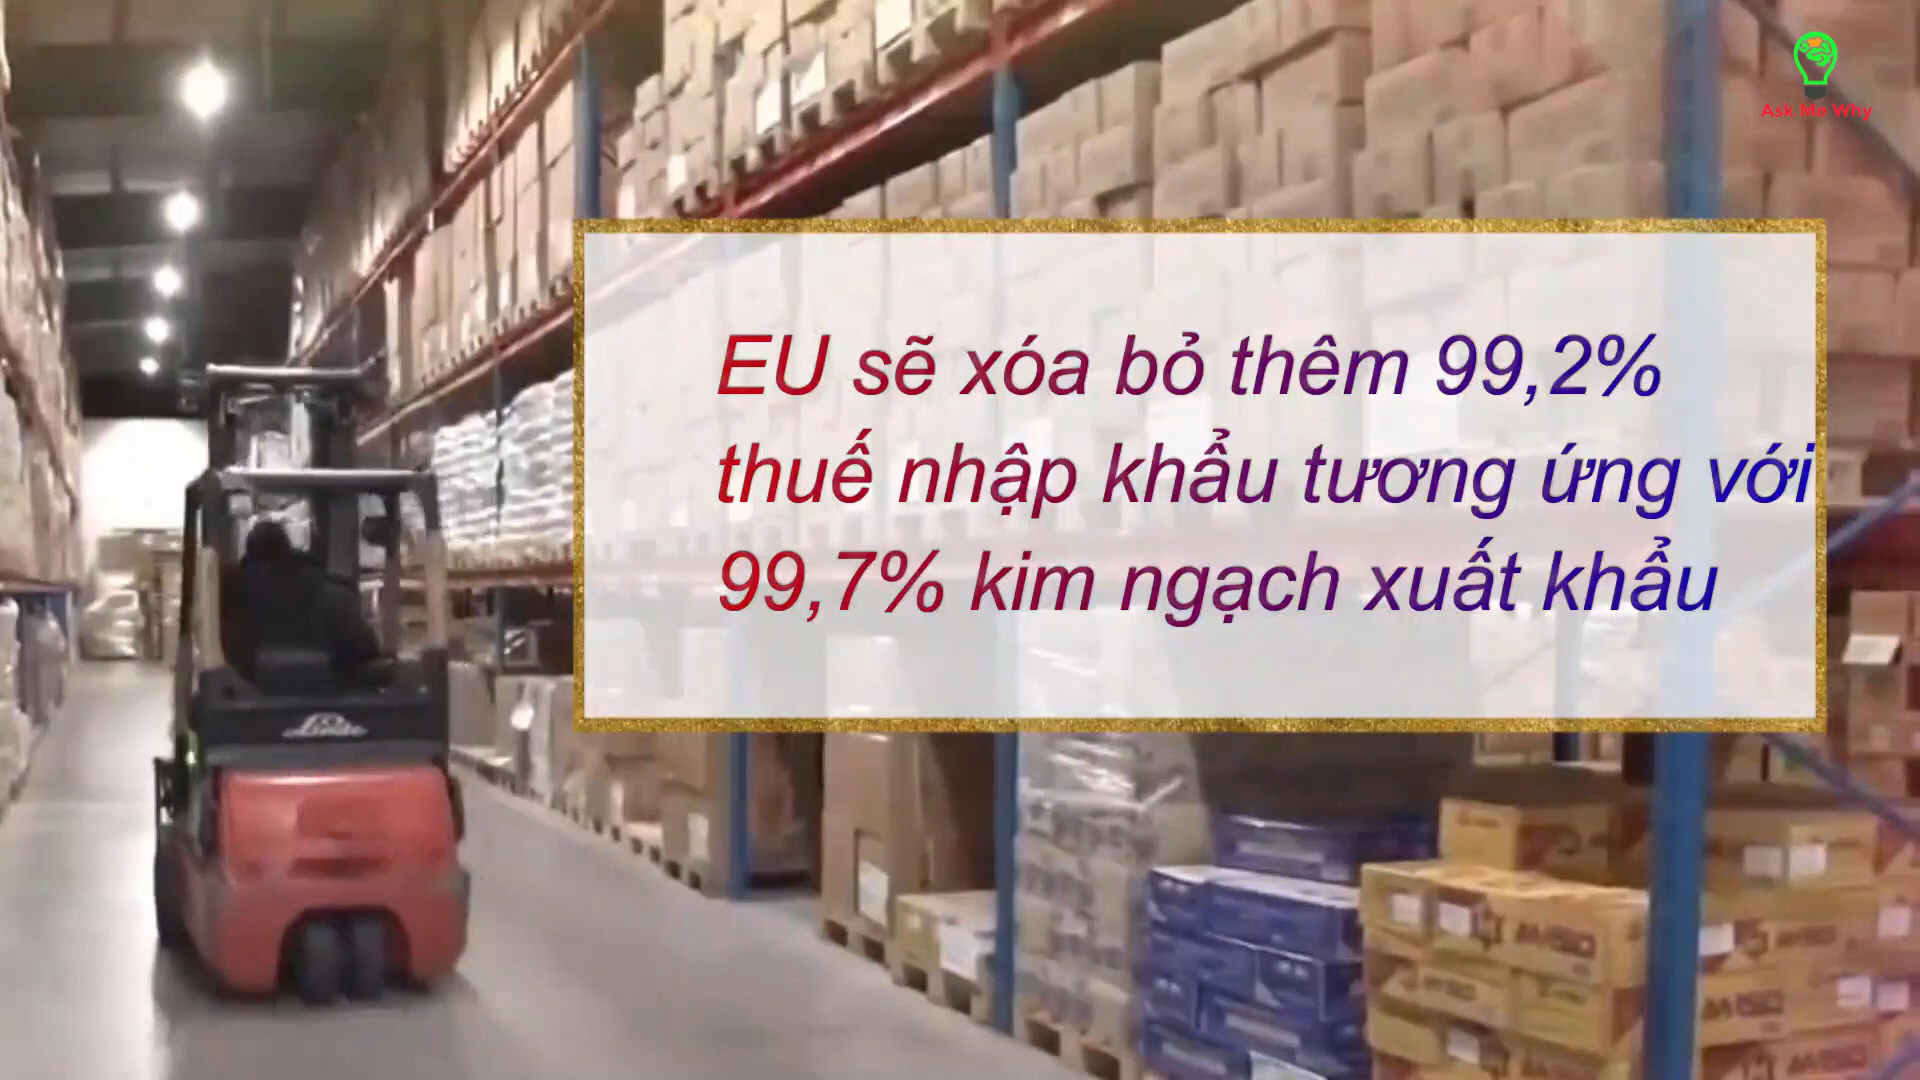 Ask Me Why
EU sẽ xóa bỏ thêm 99,2%
thuế nhập khẩu tương ứng với
99,7% kim ngạch xuất khẩu
Linde